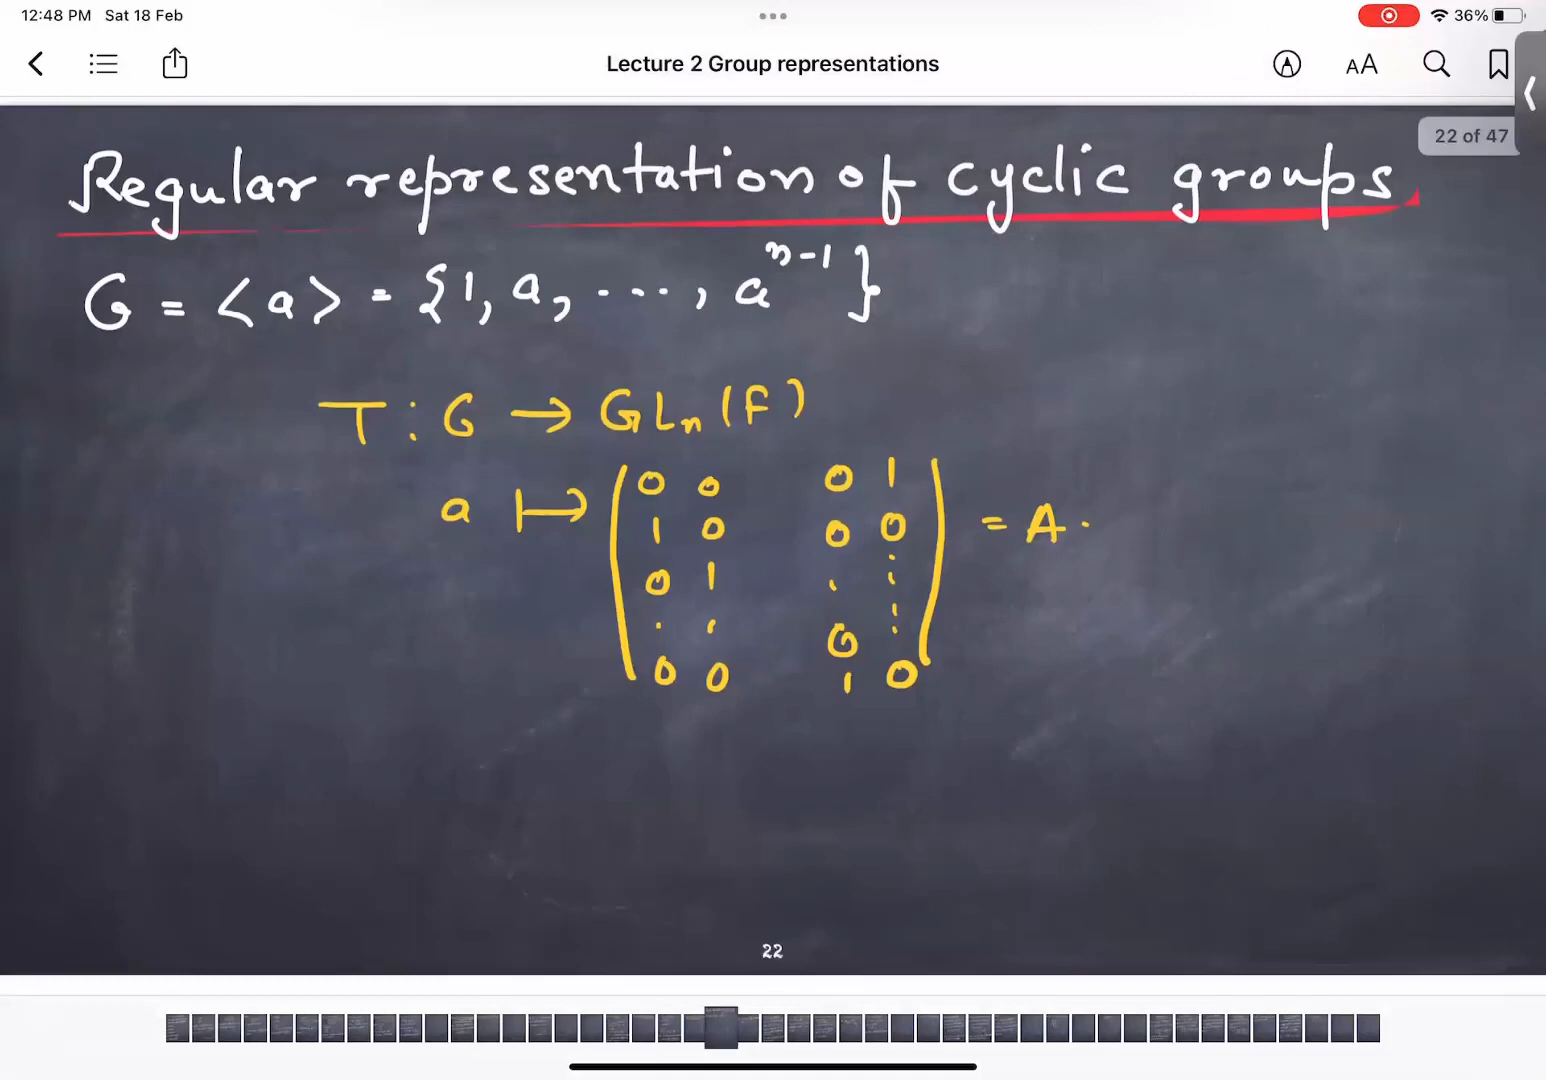 12:48 PM Sat 18 Feb
36%
Lecture 2 Group representations
AA
22 of 47
Regular representation of cyclic groups
G = <a> = {1, a, ..., a^{n-1}}
T : G → GL_n(F)
a ↦ ( 0 0 0 1
1 0 0 0
0 1 . :
. . 0 :
0 0 1 0 ) = A.
22